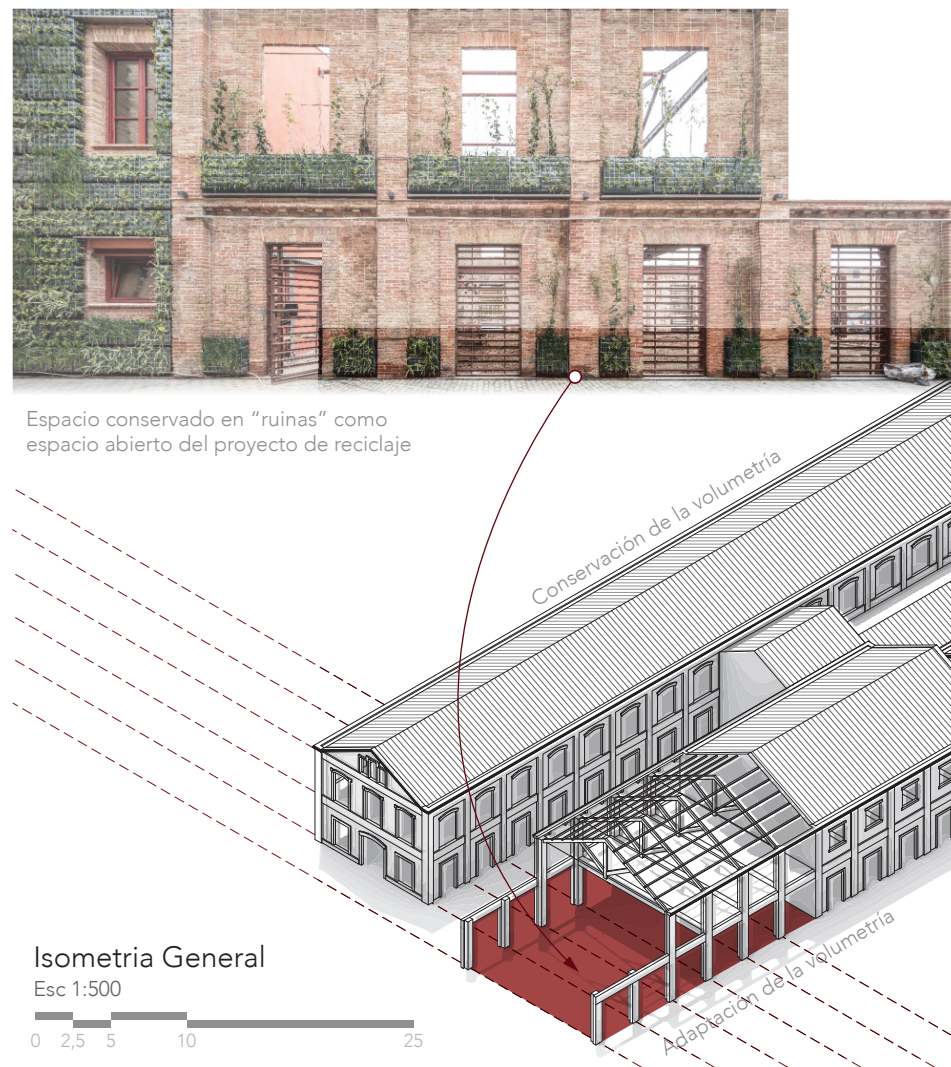 Espacio conservado en “ruinas” como
espacio abierto del proyecto de reciclaje
Conservación de la volumetría
Adaptación de la volumetría
Isometria General
Esc 1:500
0 2,5 5 10 25